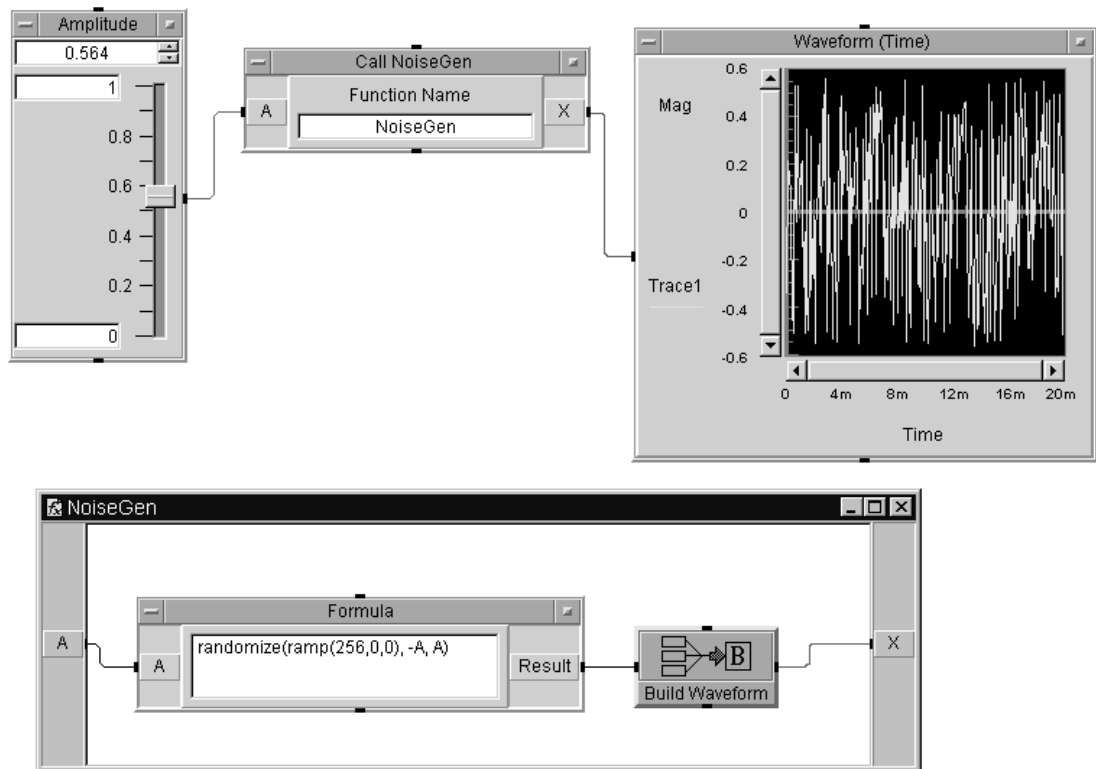 Amplitude
0.564
1
0.8
0.6
0.4
0.2
0
Call NoiseGen
Function Name
A
NoiseGen
X
Waveform (Time)
Mag
Trace1
0.6
0.4
0.2
0
-0.2
-0.4
-0.6
0 4m 8m 12m 16m 20m
Time
fx NoiseGen
A
Formula
A
randomize(ramp(256,0,0), -A, A)
Result
B
Build Waveform
X